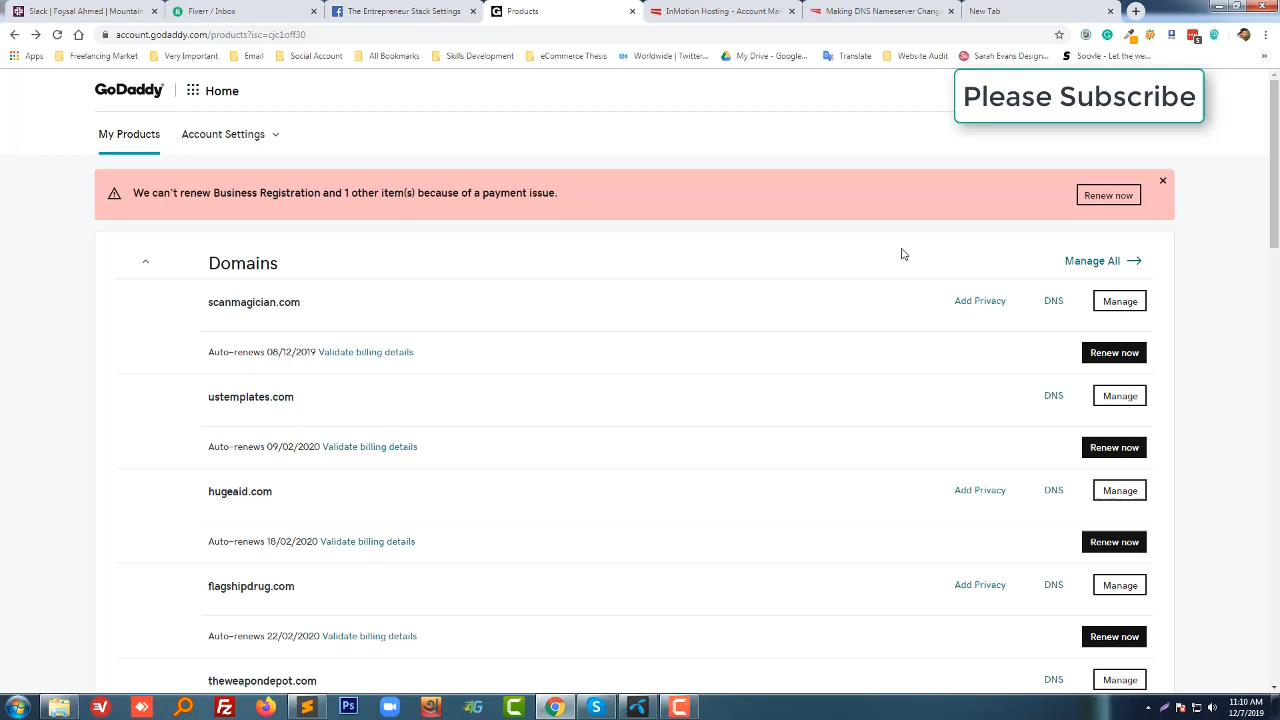 Slack | Foysal Ahmed | Mountain
Fiverr / Inbox
The Entrepreneur Stack Settings
Products
InMotion Hosting - Account Ma
Making DNS Nameserver Chang
New Tab
account.godaddy.com/products?isc=cjc1off30
Apps
Freelancing Market
Very Important
Email
Social Account
All Bookmarks
Skills Development
eCommerce Thesis
Worldwide | Twitter...
My Drive - Google...
Translate
Website Audit
Sarah Evans Design...
Soovle - Let the we...
GoDaddy
Home
Please Subscribe
My Products
Account Settings
We can't renew Business Registration and 1 other item(s) because of a payment issue.
Renew now
Domains
Manage All
scanmagician.com
Add Privacy
DNS
Manage
Auto-renews 08/12/2019 Validate billing details
Renew now
ustemplates.com
DNS
Manage
Auto-renews 09/02/2020 Validate billing details
Renew now
hugeaid.com
Add Privacy
DNS
Manage
Auto-renews 18/02/2020 Validate billing details
Renew now
flagshipdrug.com
Add Privacy
DNS
Manage
Auto-renews 22/02/2020 Validate billing details
Renew now
theweapondepot.com
DNS
Manage
11:10 AM
12/7/2019